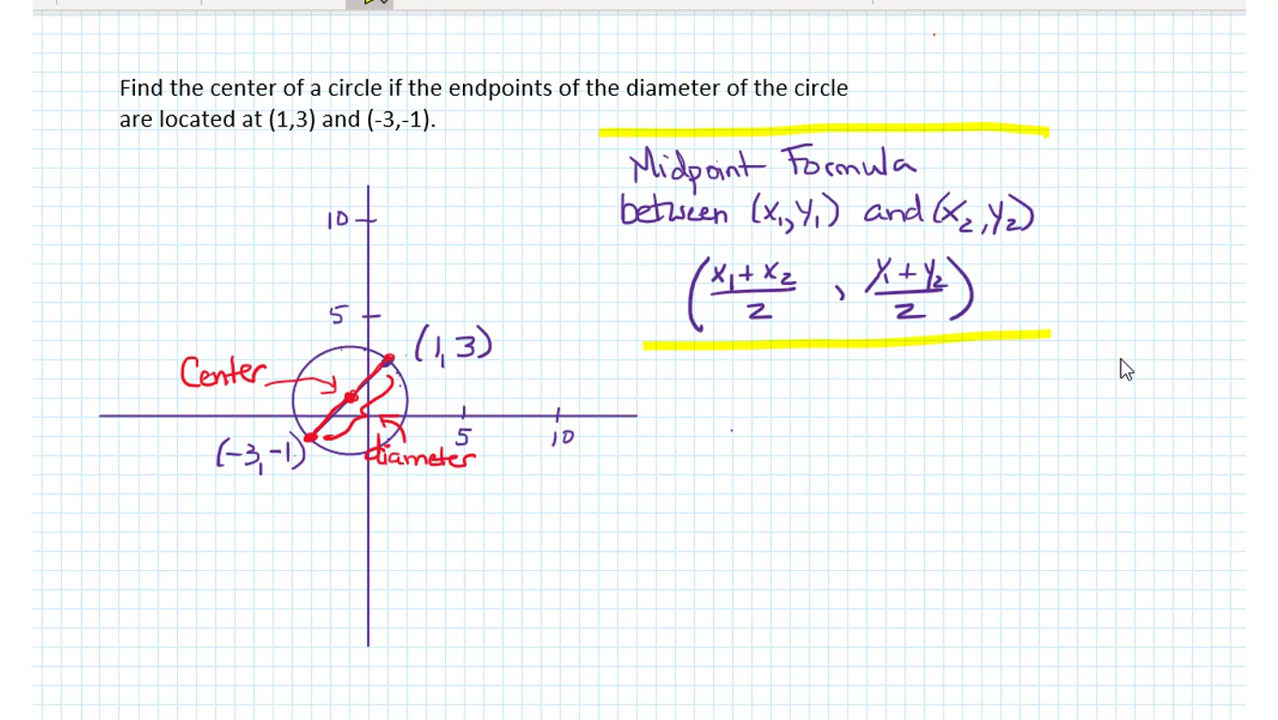 Find the center of a circle if the endpoints of the diameter of the circle
are located at (1,3) and (-3,-1).
Midpoint Formula
between (x₁,y₁) and (x₂,y₂)
(x₁+x₂/2 , y₁+y₂/2)
10
5
(1,3)
Center
5
10
(-3,-1)
diameter